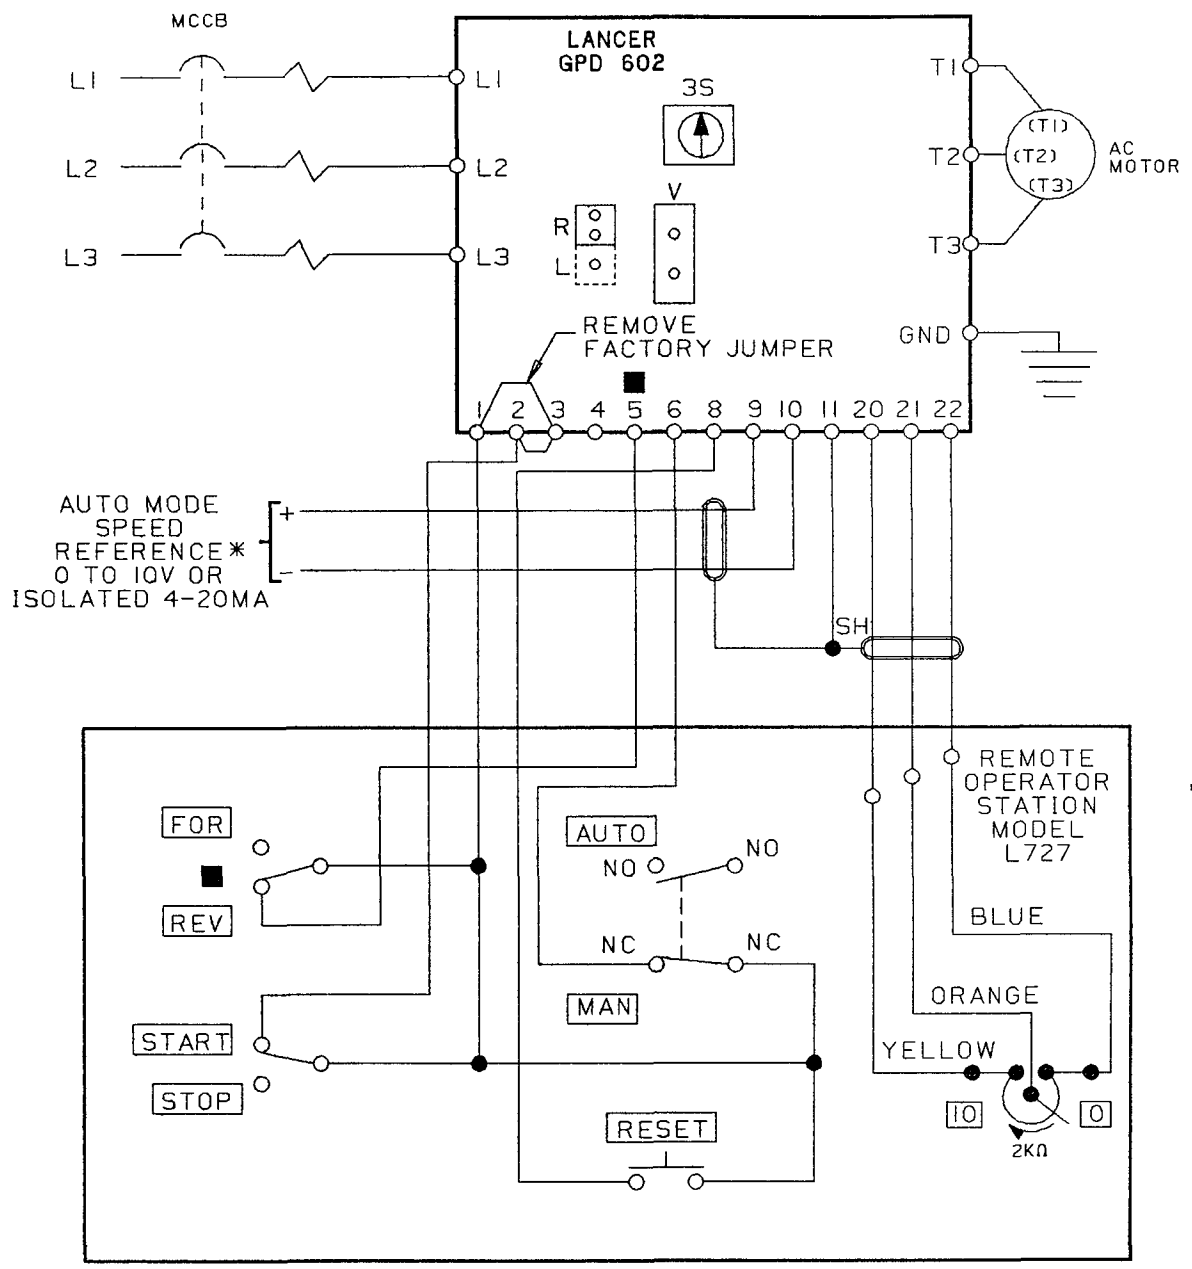 MCCB
LANCER
GPD 602
3S
L1
L1
T1
(T1)
(T2)
(T3)
AC
MOTOR
L2
L2
T2
V
R
L
L3
L3
T3
REMOVE
FACTORY JUMPER
GND
1 2 3 4 5 6 8 9 10 11 20 21 22
AUTO MODE
SPEED
REFERENCE*
0 TO 10V OR
ISOLATED 4-20MA
+
-
SH
REMOTE
OPERATOR
STATION
MODEL
L727
FOR
REV
AUTO
NO
NO
NC
NC
MAN
BLUE
ORANGE
YELLOW
START
STOP
RESET
10
0
2KΩ